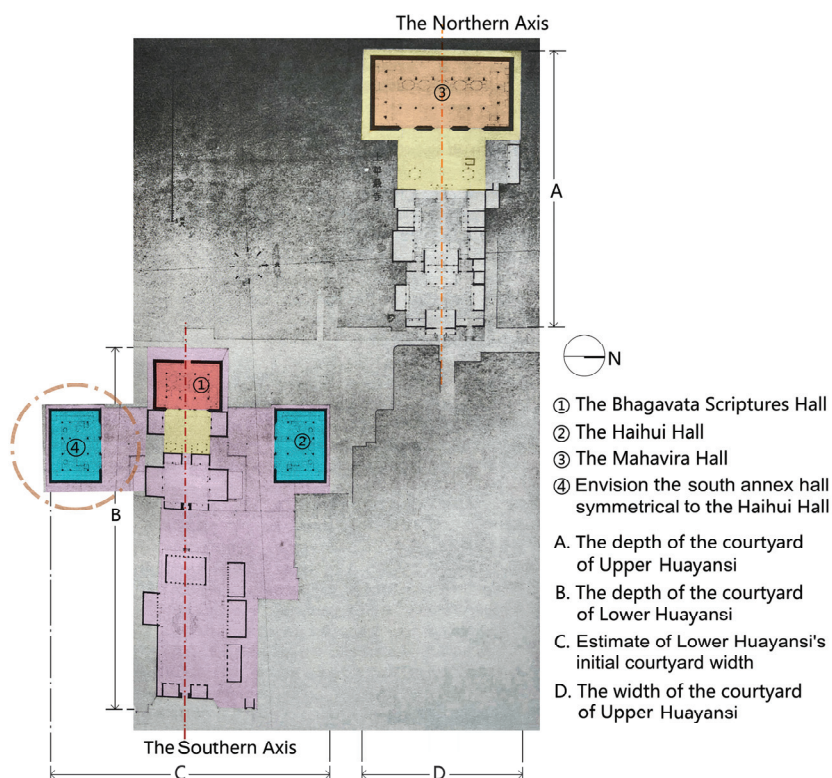 The Northern Axis
③
A
N
①
②
④
B
① The Bhagavata Scriptures Hall
② The Haihui Hall
③ The Mahavira Hall
④ Envision the south annex hall
symmetrical to the Haihui Hall
A. The depth of the courtyard
of Upper Huayansi
B. The depth of the courtyard
of Lower Huayansi
C. Estimate of Lower Huayansi's
initial courtyard width
D. The width of the courtyard
of Upper Huayansi
The Southern Axis
C
D